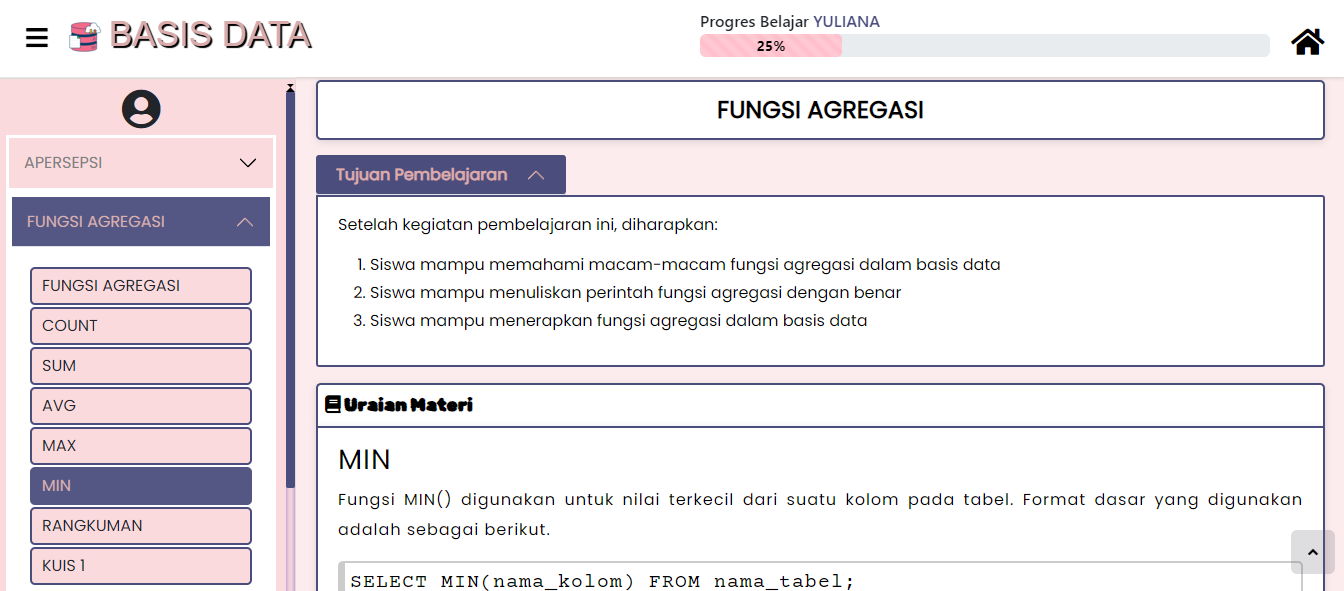 BASIS DATA
Progres Belajar YULIANA
25%
APERSEPSI
FUNGSI AGREGASI
FUNGSI AGREGASI
COUNT
SUM
AVG
MAX
MIN
RANGKUMAN
KUIS 1
FUNGSI AGREGASI
Tujuan Pembelajaran
Setelah kegiatan pembelajaran ini, diharapkan:
1. Siswa mampu memahami macam-macam fungsi agregasi dalam basis data
2. Siswa mampu menuliskan perintah fungsi agregasi dengan benar
3. Siswa mampu menerapkan fungsi agregasi dalam basis data
Uraian Materi
MIN
Fungsi MIN() digunakan untuk nilai terkecil dari suatu kolom pada tabel. Format dasar yang digunakan
adalah sebagai berikut.
SELECT MIN(nama_kolom) FROM nama_tabel;